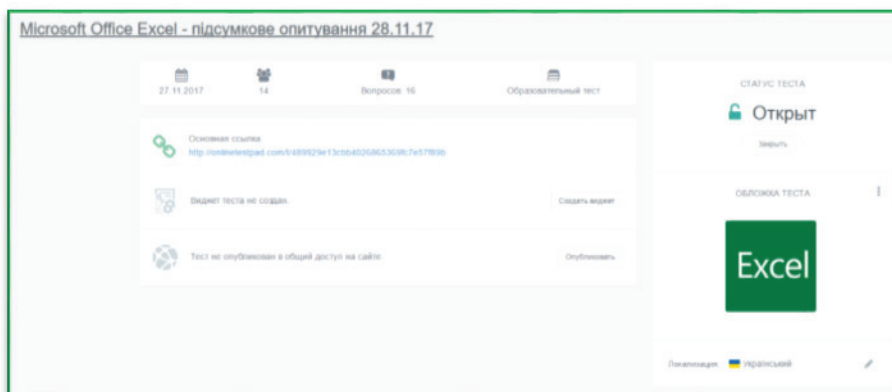 Microsoft Office Excel - підсумкове опитування 28.11.17
27.11.2017
14
Вопросов: 16
Образовательный тест
Основная ссылка
Виджет теста не создан.
Создать виджет
Тест не опубликован в общий доступ на сайте.
Опубликовать
СТАТУС ТЕСТА
Открыт
Закрыть
ОБЛОЖКА ТЕСТА
Excel
Локализация: Український